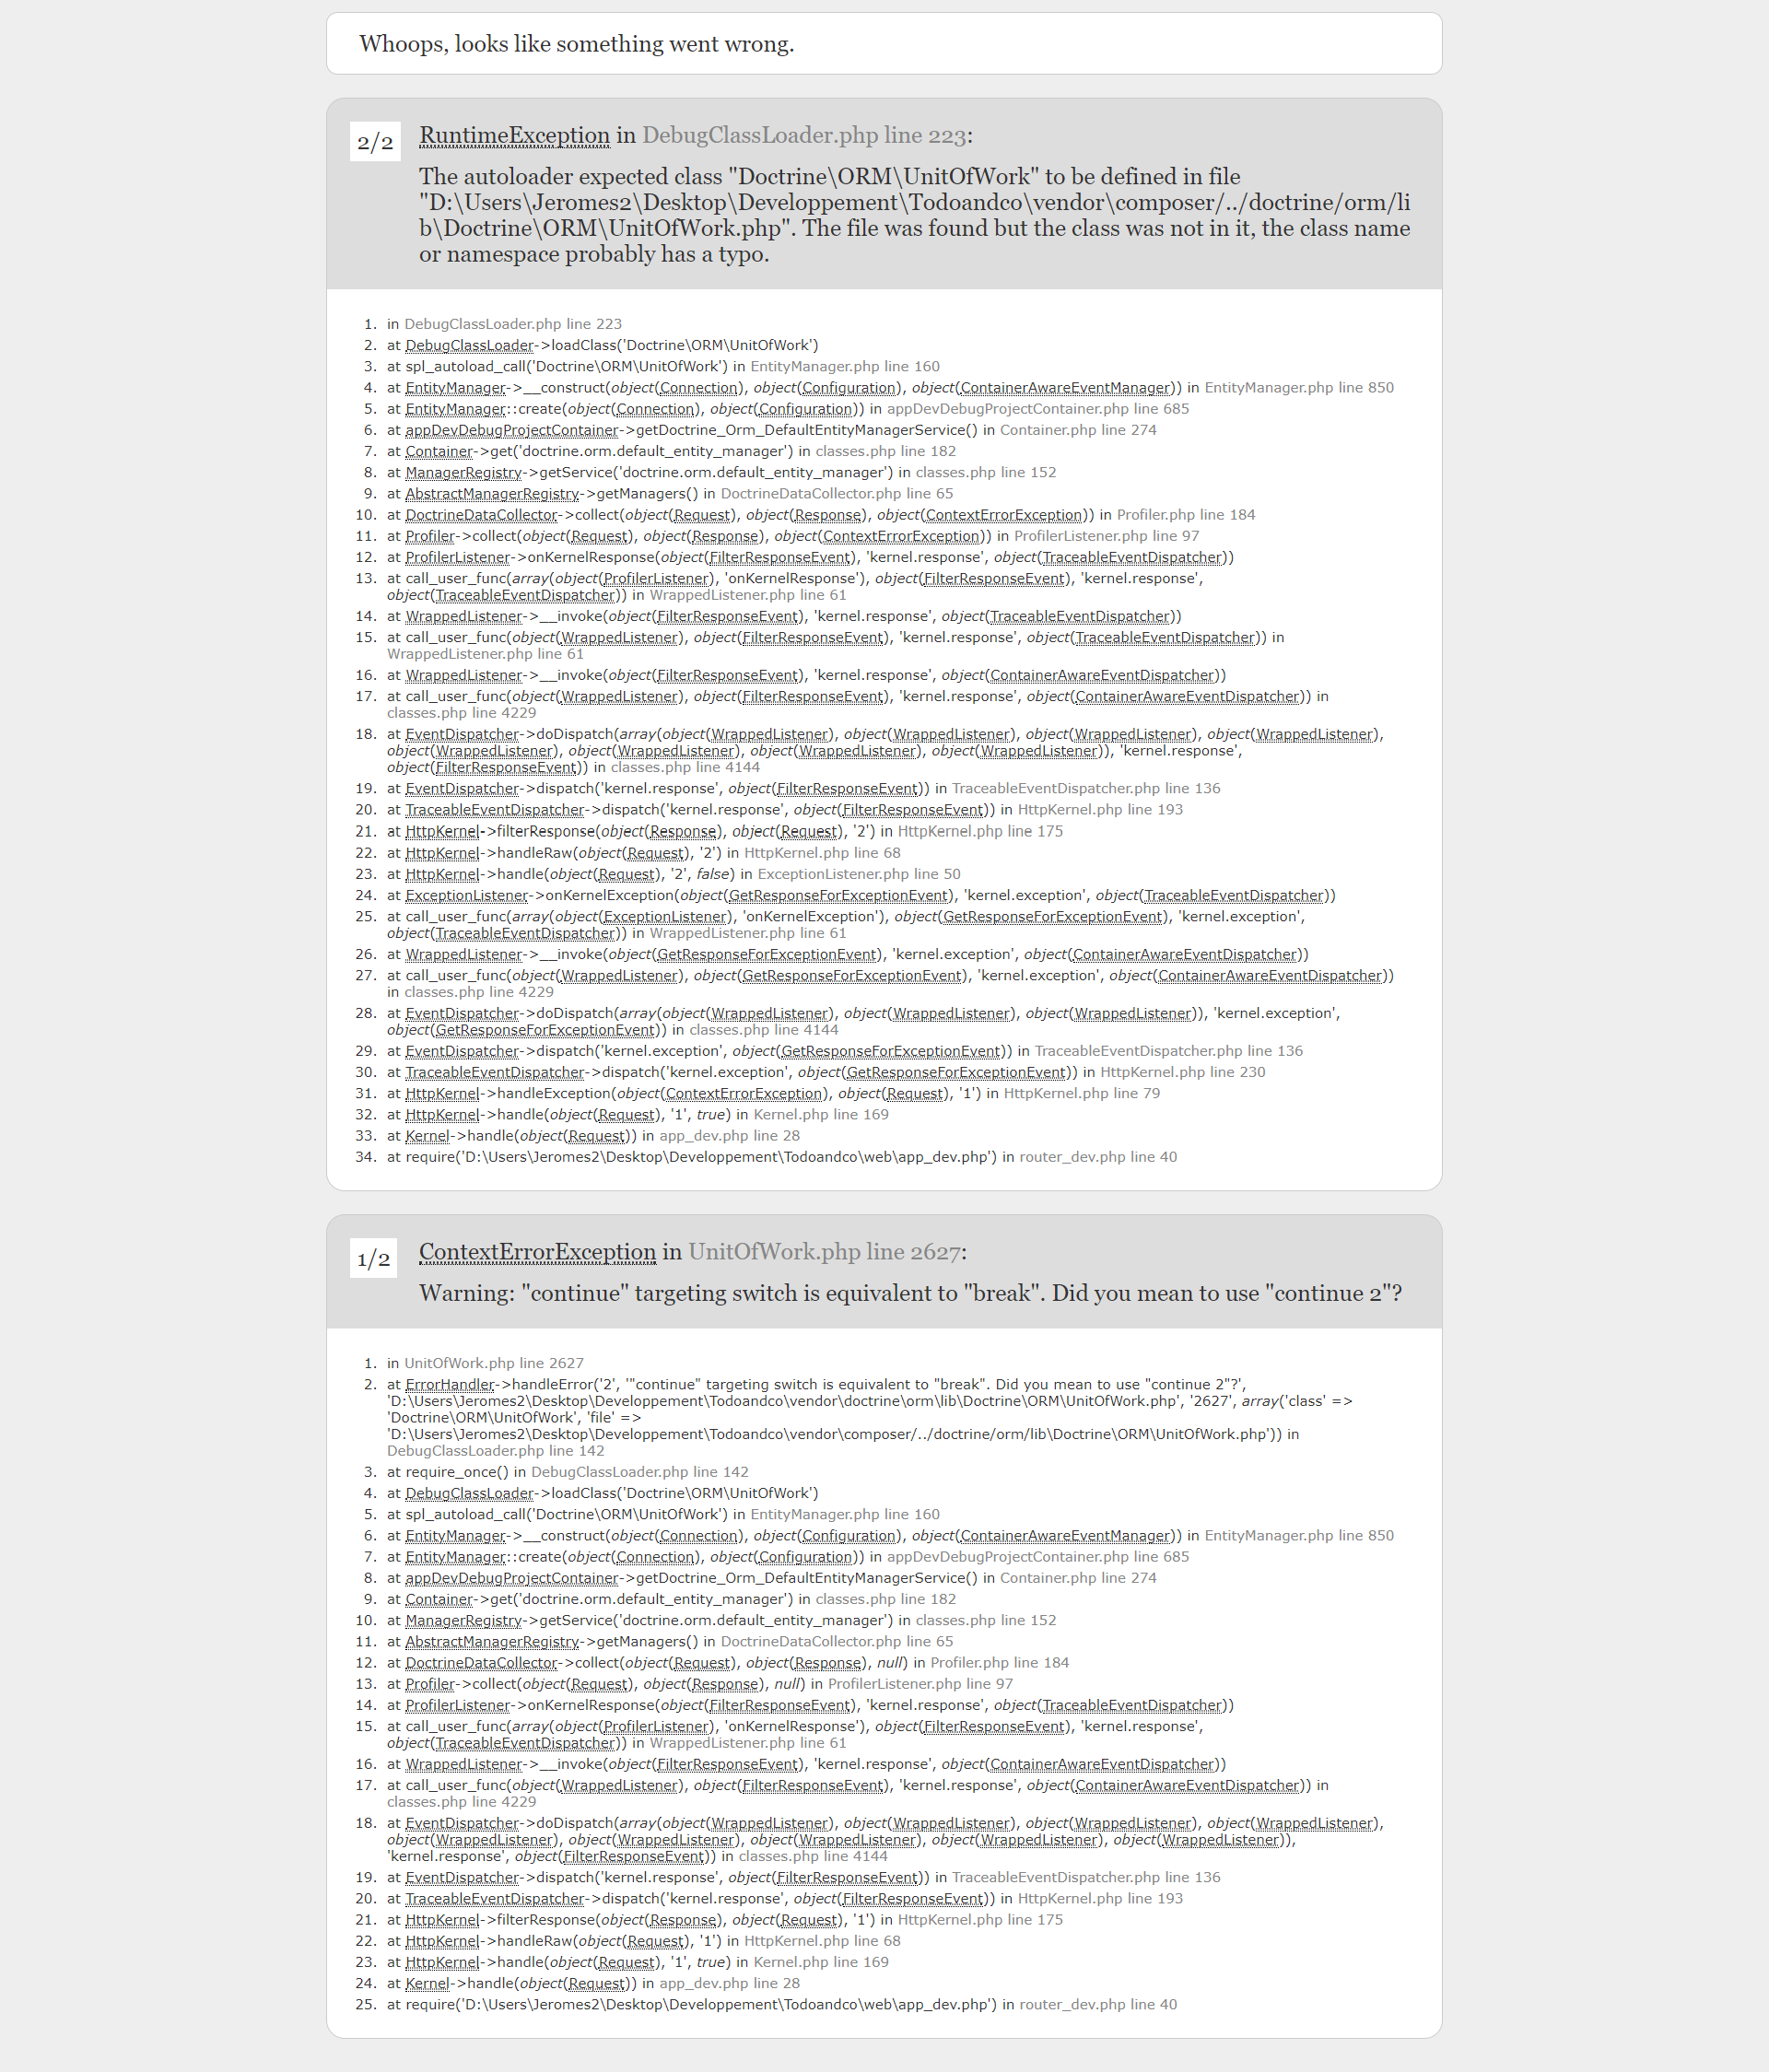 Whoops, looks like something went wrong.
2/2
RuntimeException in DebugClassLoader.php line 223:
The autoloader expected class "Doctrine\ORM\UnitOfWork" to be defined in file
"D:\Users\Jeromes2\Desktop\Developpement\Todoandco\vendor\composer/../doctrine/orm/li
b\Doctrine\ORM\UnitOfWork.php". The file was found but the class was not in it, the class name
or namespace probably has a typo.
1. in DebugClassLoader.php line 223
2. at DebugClassLoader->loadClass('Doctrine\ORM\UnitOfWork')
3. at spl_autoload_call('Doctrine\ORM\UnitOfWork') in EntityManager.php line 160
4. at EntityManager->__construct(object(Connection), object(Configuration), object(ContainerAwareEventManager)) in EntityManager.php line 850
5. at EntityManager::create(object(Connection), object(Configuration)) in appDevDebugProjectContainer.php line 685
6. at appDevDebugProjectContainer->getDoctrine_Orm_DefaultEntityManagerService() in Container.php line 274
7. at Container->get('doctrine.orm.default_entity_manager') in classes.php line 182
8. at ManagerRegistry->getService('doctrine.orm.default_entity_manager') in classes.php line 152
9. at AbstractManagerRegistry->getManagers() in DoctrineDataCollector.php line 65
10. at DoctrineDataCollector->collect(object(Request), object(Response), object(ContextErrorException)) in Profiler.php line 184
11. at Profiler->collect(object(Request), object(Response), object(ContextErrorException)) in ProfilerListener.php line 97
12. at ProfilerListener->onKernelResponse(object(FilterResponseEvent), 'kernel.response', object(TraceableEventDispatcher))
13. at call_user_func(array(object(ProfilerListener), 'onKernelResponse'), object(FilterResponseEvent), 'kernel.response',
object(TraceableEventDispatcher)) in WrappedListener.php line 61
14. at WrappedListener->__invoke(object(FilterResponseEvent), 'kernel.response', object(TraceableEventDispatcher))
15. at call_user_func(object(WrappedListener), object(FilterResponseEvent), 'kernel.response', object(TraceableEventDispatcher)) in
WrappedListener.php line 61
16. at WrappedListener->__invoke(object(FilterResponseEvent), 'kernel.response', object(ContainerAwareEventDispatcher))
17. at call_user_func(object(WrappedListener), object(FilterResponseEvent), 'kernel.response', object(ContainerAwareEventDispatcher)) in
classes.php line 4229
18. at EventDispatcher->doDispatch(array(object(WrappedListener), object(WrappedListener), object(WrappedListener), object(WrappedListener),
object(WrappedListener), object(WrappedListener), object(WrappedListener), object(WrappedListener)), 'kernel.response',
object(FilterResponseEvent)) in classes.php line 4144
19. at EventDispatcher->dispatch('kernel.response', object(FilterResponseEvent)) in TraceableEventDispatcher.php line 136
20. at TraceableEventDispatcher->dispatch('kernel.response', object(FilterResponseEvent)) in HttpKernel.php line 193
21. at HttpKernel->filterResponse(object(Response), object(Request), '2') in HttpKernel.php line 175
22. at HttpKernel->handleRaw(object(Request), '2') in HttpKernel.php line 68
23. at HttpKernel->handle(object(Request), '2', false) in ExceptionListener.php line 50
24. at ExceptionListener->onKernelException(object(GetResponseForExceptionEvent), 'kernel.exception', object(TraceableEventDispatcher))
25. at call_user_func(array(object(ExceptionListener), 'onKernelException'), object(GetResponseForExceptionEvent), 'kernel.exception',
object(TraceableEventDispatcher)) in WrappedListener.php line 61
26. at WrappedListener->__invoke(object(GetResponseForExceptionEvent), 'kernel.exception', object(ContainerAwareEventDispatcher))
27. at call_user_func(object(WrappedListener), object(GetResponseForExceptionEvent), 'kernel.exception', object(ContainerAwareEventDispatcher))
in classes.php line 4229
28. at EventDispatcher->doDispatch(array(object(WrappedListener), object(WrappedListener), object(WrappedListener)), 'kernel.exception',
object(GetResponseForExceptionEvent)) in classes.php line 4144
29. at EventDispatcher->dispatch('kernel.exception', object(GetResponseForExceptionEvent)) in TraceableEventDispatcher.php line 136
30. at TraceableEventDispatcher->dispatch('kernel.exception', object(GetResponseForExceptionEvent)) in HttpKernel.php line 230
31. at HttpKernel->handleException(object(ContextErrorException), object(Request), '1') in HttpKernel.php line 79
32. at HttpKernel->handle(object(Request), '1', true) in Kernel.php line 169
33. at Kernel->handle(object(Request)) in app_dev.php line 28
34. at require('D:\Users\Jeromes2\Desktop\Developpement\Todoandco\web\app_dev.php') in router_dev.php line 40
1/2
ContextErrorException in UnitOfWork.php line 2627:
Warning: "continue" targeting switch is equivalent to "break". Did you mean to use "continue 2"?
1. in UnitOfWork.php line 2627
2. at ErrorHandler->handleError('2', '"continue" targeting switch is equivalent to "break". Did you mean to use "continue 2"?',
'D:\Users\Jeromes2\Desktop\Developpement\Todoandco\vendor\doctrine\orm\lib\Doctrine\ORM\UnitOfWork.php', '2627', array('class' =>
'Doctrine\ORM\UnitOfWork', 'file' =>
'D:\Users\Jeromes2\Desktop\Developpement\Todoandco\vendor\composer/../doctrine/orm/lib\Doctrine\ORM\UnitOfWork.php')) in
DebugClassLoader.php line 142
3. at require_once() in DebugClassLoader.php line 142
4. at DebugClassLoader->loadClass('Doctrine\ORM\UnitOfWork')
5. at spl_autoload_call('Doctrine\ORM\UnitOfWork') in EntityManager.php line 160
6. at EntityManager->__construct(object(Connection), object(Configuration), object(ContainerAwareEventManager)) in EntityManager.php line 850
7. at EntityManager::create(object(Connection), object(Configuration)) in appDevDebugProjectContainer.php line 685
8. at appDevDebugProjectContainer->getDoctrine_Orm_DefaultEntityManagerService() in Container.php line 274
9. at Container->get('doctrine.orm.default_entity_manager') in classes.php line 182
10. at ManagerRegistry->getService('doctrine.orm.default_entity_manager') in classes.php line 152
11. at AbstractManagerRegistry->getManagers() in DoctrineDataCollector.php line 65
12. at DoctrineDataCollector->collect(object(Request), object(Response), null) in Profiler.php line 184
13. at Profiler->collect(object(Request), object(Response), null) in ProfilerListener.php line 97
14. at ProfilerListener->onKernelResponse(object(FilterResponseEvent), 'kernel.response', object(TraceableEventDispatcher))
15. at call_user_func(array(object(ProfilerListener), 'onKernelResponse'), object(FilterResponseEvent), 'kernel.response',
object(TraceableEventDispatcher)) in WrappedListener.php line 61
16. at WrappedListener->__invoke(object(FilterResponseEvent), 'kernel.response', object(ContainerAwareEventDispatcher))
17. at call_user_func(object(WrappedListener), object(FilterResponseEvent), 'kernel.response', object(ContainerAwareEventDispatcher)) in
classes.php line 4229
18. at EventDispatcher->doDispatch(array(object(WrappedListener), object(WrappedListener), object(WrappedListener), object(WrappedListener),
object(WrappedListener), object(WrappedListener), object(WrappedListener), object(WrappedListener), object(WrappedListener)),
'kernel.response', object(FilterResponseEvent)) in classes.php line 4144
19. at EventDispatcher->dispatch('kernel.response', object(FilterResponseEvent)) in TraceableEventDispatcher.php line 136
20. at TraceableEventDispatcher->dispatch('kernel.response', object(FilterResponseEvent)) in HttpKernel.php line 193
21. at HttpKernel->filterResponse(object(Response), object(Request), '1') in HttpKernel.php line 175
22. at HttpKernel->handleRaw(object(Request), '1') in HttpKernel.php line 68
23. at HttpKernel->handle(object(Request), '1', true) in Kernel.php line 169
24. at Kernel->handle(object(Request)) in app_dev.php line 28
25. at require('D:\Users\Jeromes2\Desktop\Developpement\Todoandco\web\app_dev.php') in router_dev.php line 40